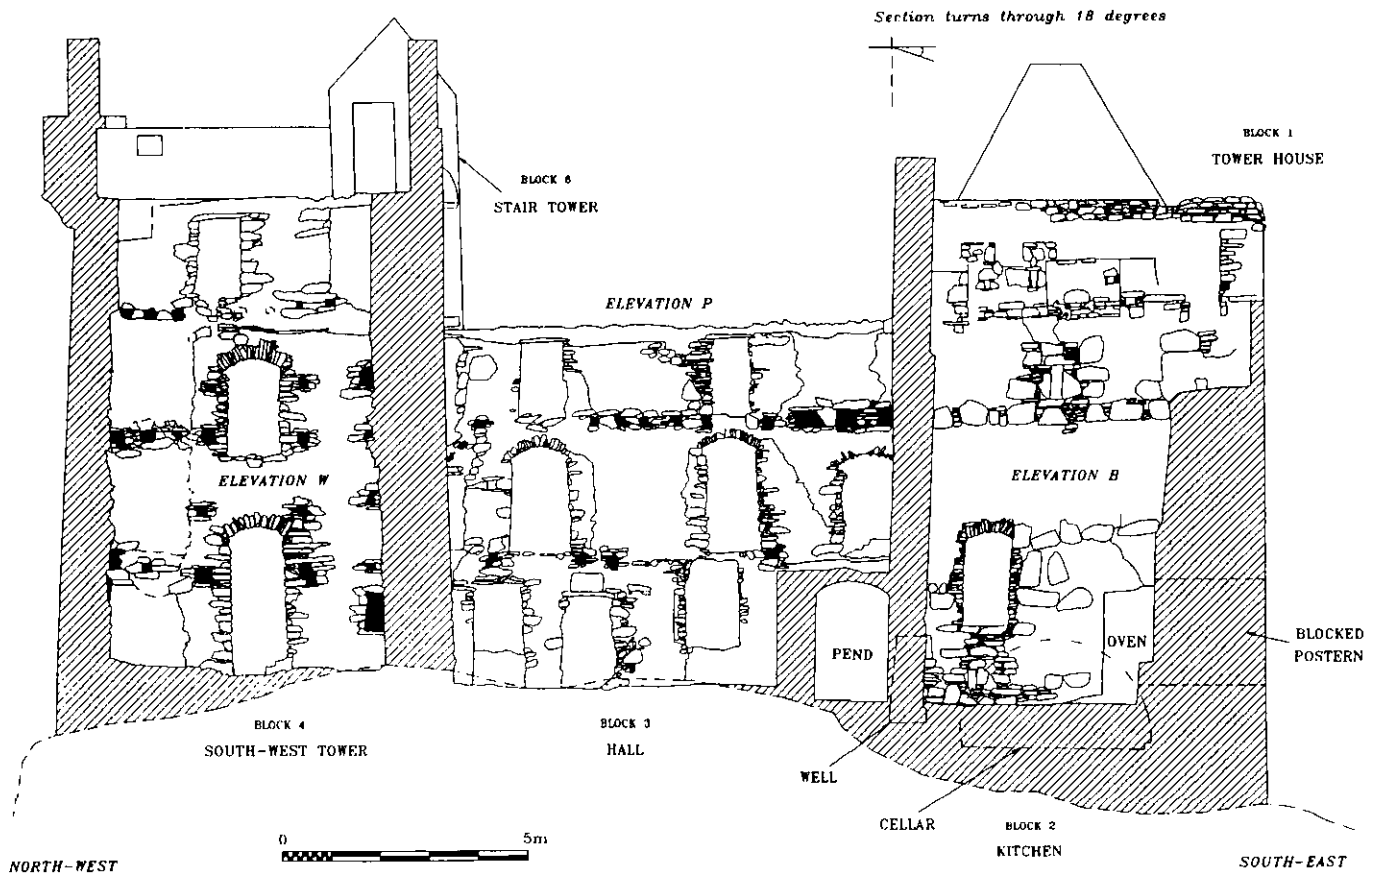 Section turns through 18 degrees
BLOCK 1
TOWER HOUSE
BLOCK 6
STAIR TOWER
ELEVATION P
ELEVATION W
ELEVATION B
OVEN
PEND
BLOCKED
POSTERN
BLOCK 4
SOUTH-WEST TOWER
BLOCK 3
HALL
WELL
CELLAR
BLOCK 2
KITCHEN
0 5m
NORTH-WEST
SOUTH-EAST